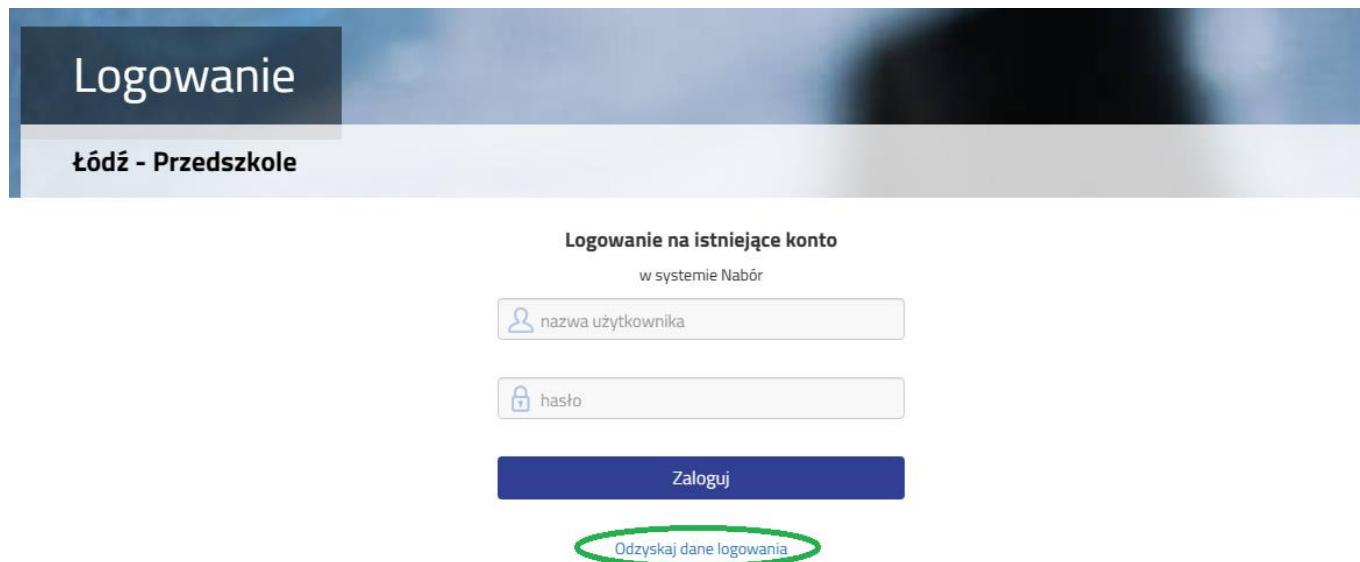 Logowanie
Łódź - Przedszkole
Logowanie na istniejące konto
w systemie Nabór
nazwa użytkownika
hasło
Zaloguj
Odzyskaj dane logowania